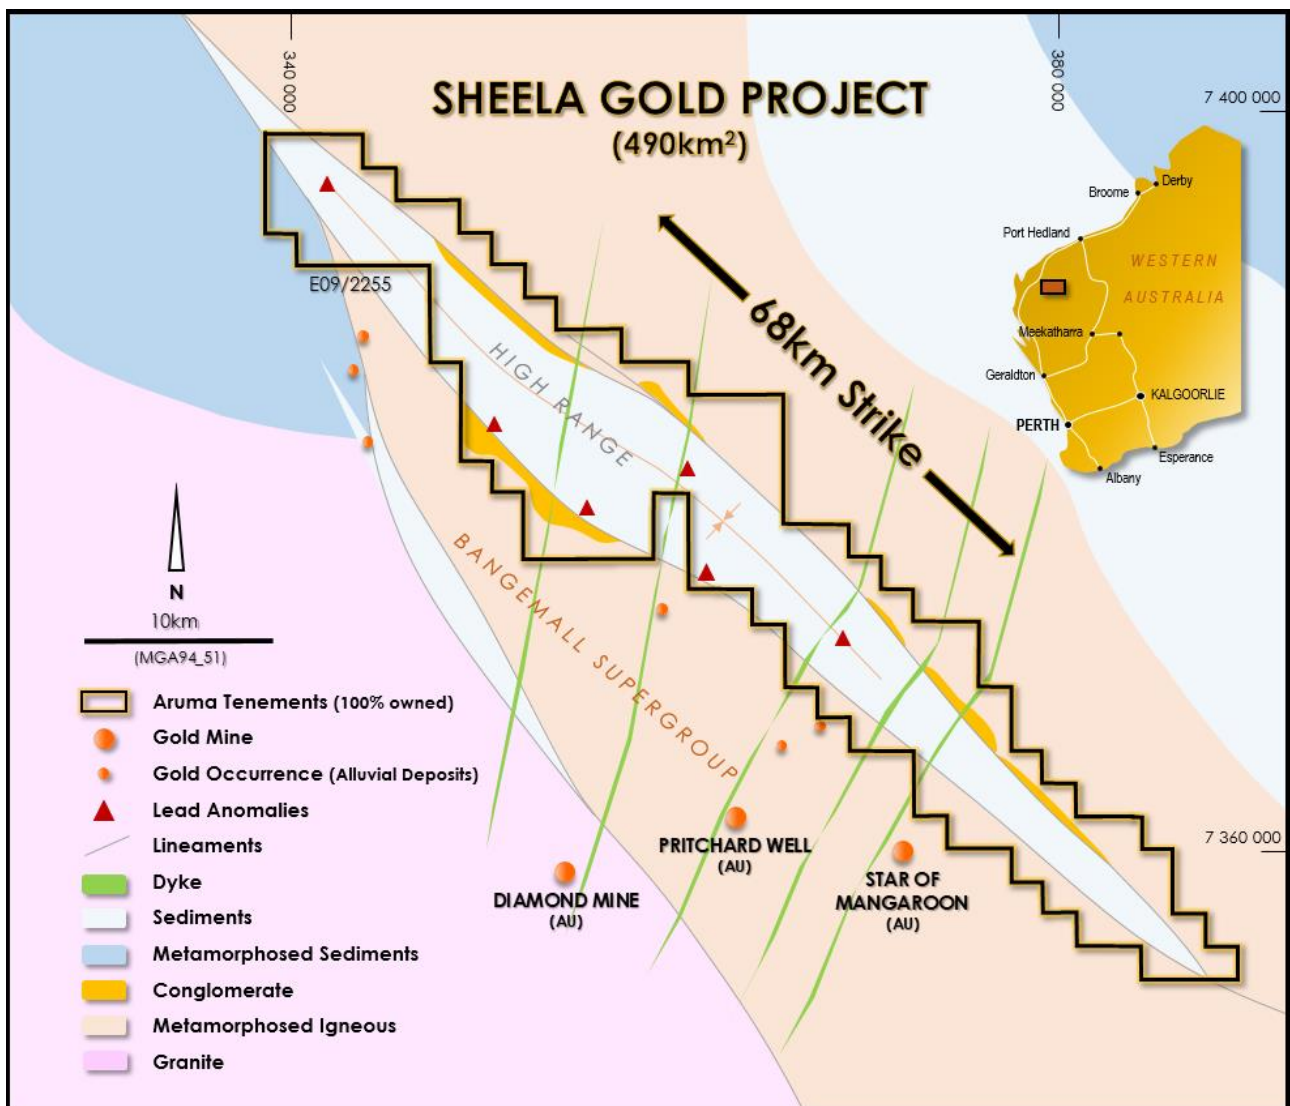 340 000
380 000
7 400 000
SHEELA GOLD PROJECT
(490km²)
Derby
Broome
Port Hedland
WESTERN
AUSTRALIA
Meekatharra
Geraldton
KALGOORLIE
PERTH
Esperance
Albany
68km Strike
E09/2255
HIGH RANGE
BANGEMALL SUPERGROUP
N
10km
(MGA94_51)
Aruma Tenements (100% owned)
Gold Mine
Gold Occurrence (Alluvial Deposits)
Lead Anomalies
Lineaments
Dyke
Sediments
Metamorphosed Sediments
Conglomerate
Metamorphosed Igneous
Granite
7 360 000
PRITCHARD WELL
(AU)
DIAMOND MINE
(AU)
STAR OF
MANGAROON
(AU)